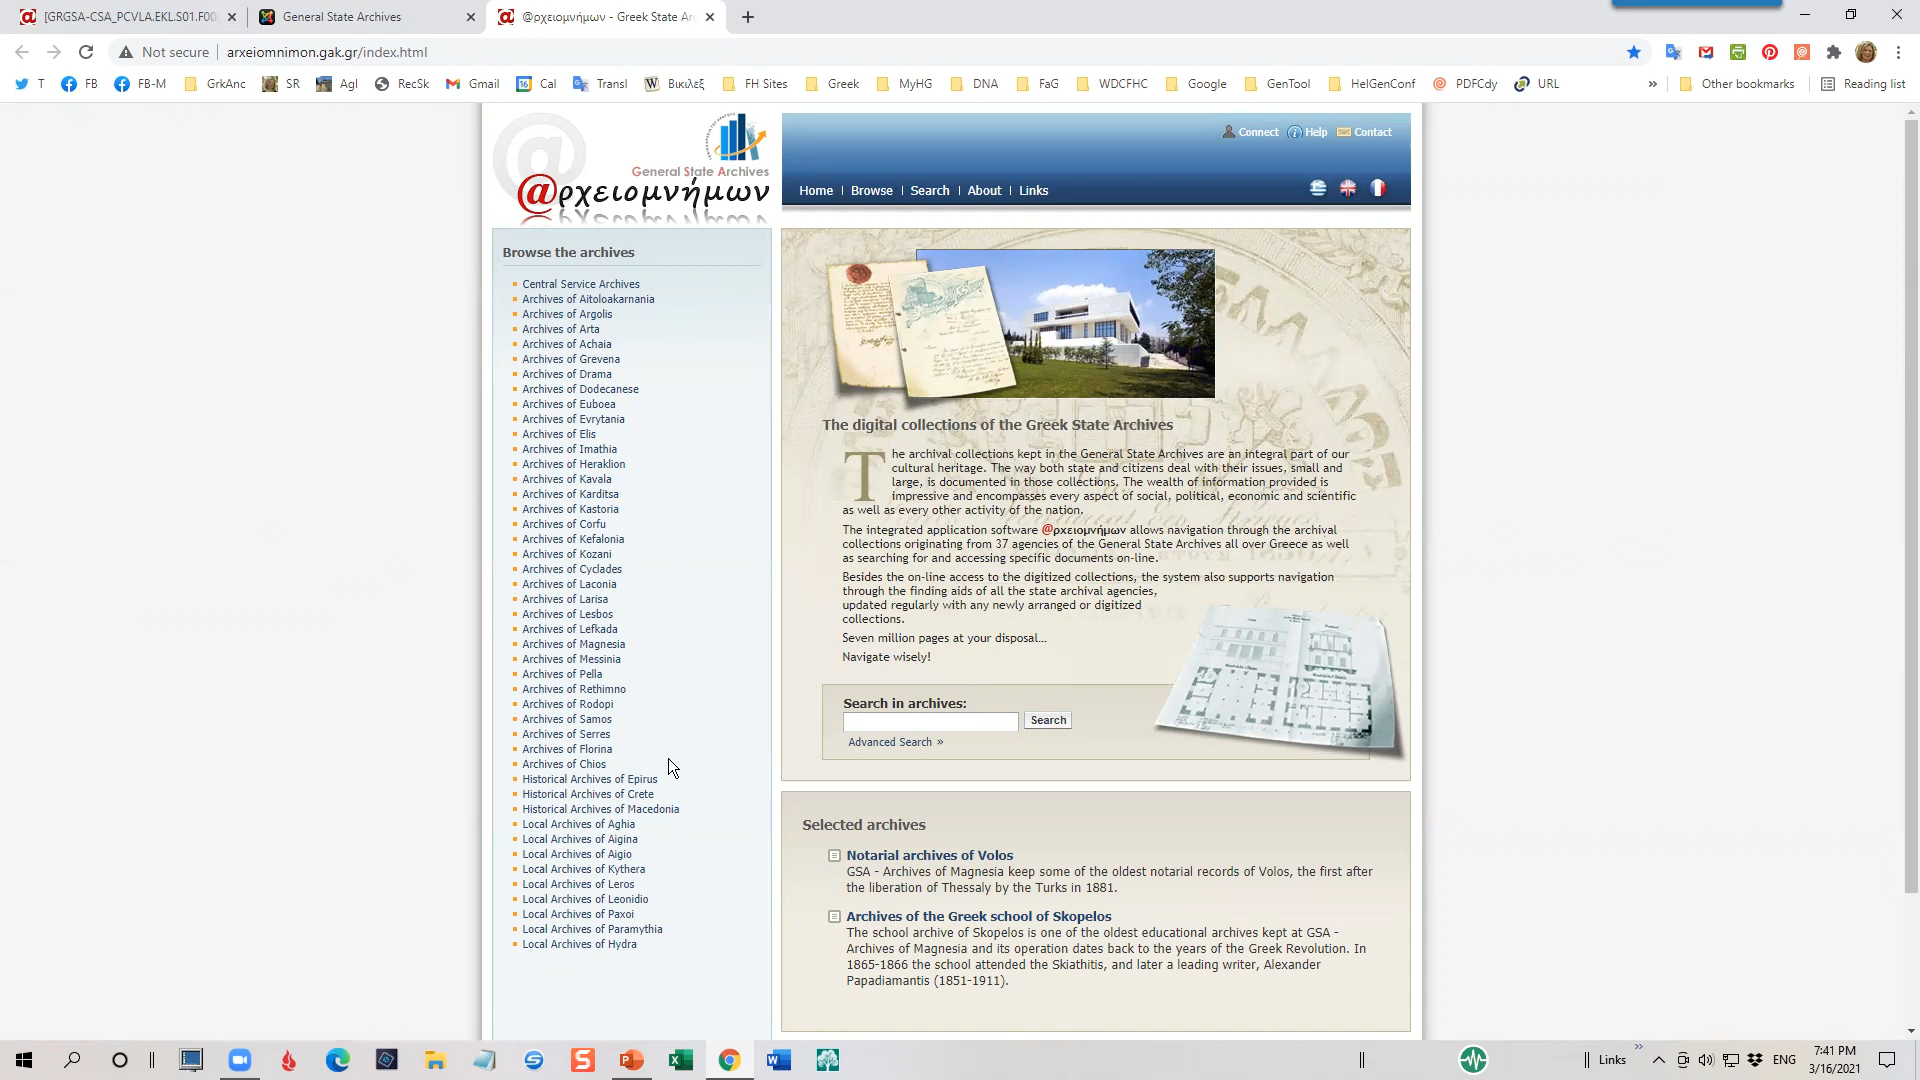 [GRGSA-CSA_PCVLA.EKL.S01.F00
General State Archives
@ρχειομνήμων - Greek State Ar
Not secure
arxeiomnimon.gak.gr/index.html
T
FB
FB-M
GrkAnc
SR
Agl
RecSk
Gmail
Cal
Transl
Βικιλεξ
FH Sites
Greek
MyHG
DNA
FaG
WDCFHC
Google
GenTool
HelGenConf
PDFCdy
URL
»
Other bookmarks
Reading list
General State Archives
@ρχειομνήμων
Connect
Help
Contact
Home | Browse | Search | About | Links
Browse the archives
Central Service Archives
Archives of Aitoloakarnania
Archives of Argolis
Archives of Arta
Archives of Achaia
Archives of Grevena
Archives of Drama
Archives of Dodecanese
Archives of Euboea
Archives of Evrytania
Archives of Elis
Archives of Imathia
Archives of Heraklion
Archives of Kavala
Archives of Karditsa
Archives of Kastoria
Archives of Corfu
Archives of Kefalonia
Archives of Kozani
Archives of Cyclades
Archives of Laconia
Archives of Larisa
Archives of Lesbos
Archives of Lefkada
Archives of Magnesia
Archives of Messinia
Archives of Pella
Archives of Rethimno
Archives of Rodopi
Archives of Samos
Archives of Serres
Archives of Florina
Archives of Chios
Historical Archives of Epirus
Historical Archives of Crete
Historical Archives of Macedonia
Local Archives of Aghia
Local Archives of Aigina
Local Archives of Aigio
Local Archives of Kythera
Local Archives of Leros
Local Archives of Leonidio
Local Archives of Paxoi
Local Archives of Paramythia
Local Archives of Hydra
The digital collections of the Greek State Archives
The archival collections kept in the General State Archives are an integral part of our
cultural heritage. The way both state and citizens deal with their issues, small and
large, is documented in those collections. The wealth of information provided is
impressive and encompasses every aspect of social, political, economic and scientific
as well as every other activity of the nation.
The integrated application software @ρχειομνήμων allows navigation through the archival
collections originating from 37 agencies of the General State Archives all over Greece as well
as searching for and accessing specific documents on-line.
Besides the on-line access to the digitized collections, the system also supports navigation
through the finding aids of all the state archival agencies,
updated regularly with any newly arranged or digitized
collections.
Seven million pages at your disposal...
Navigate wisely!
Search in archives:
Search
Advanced Search »
Selected archives
Notarial archives of Volos
GSA - Archives of Magnesia keep some of the oldest notarial records of Volos, the first after
the liberation of Thessaly by the Turks in 1881.
Archives of the Greek school of Skopelos
The school archive of Skopelos is one of the oldest educational archives kept at GSA -
Archives of Magnesia and its operation dates back to the years of the Greek Revolution. In
1865-1866 the school attended the Skiathitis, and later a leading writer, Alexander
Papadiamantis (1851-1911).
Links
»
ENG
7:41 PM
3/16/2021